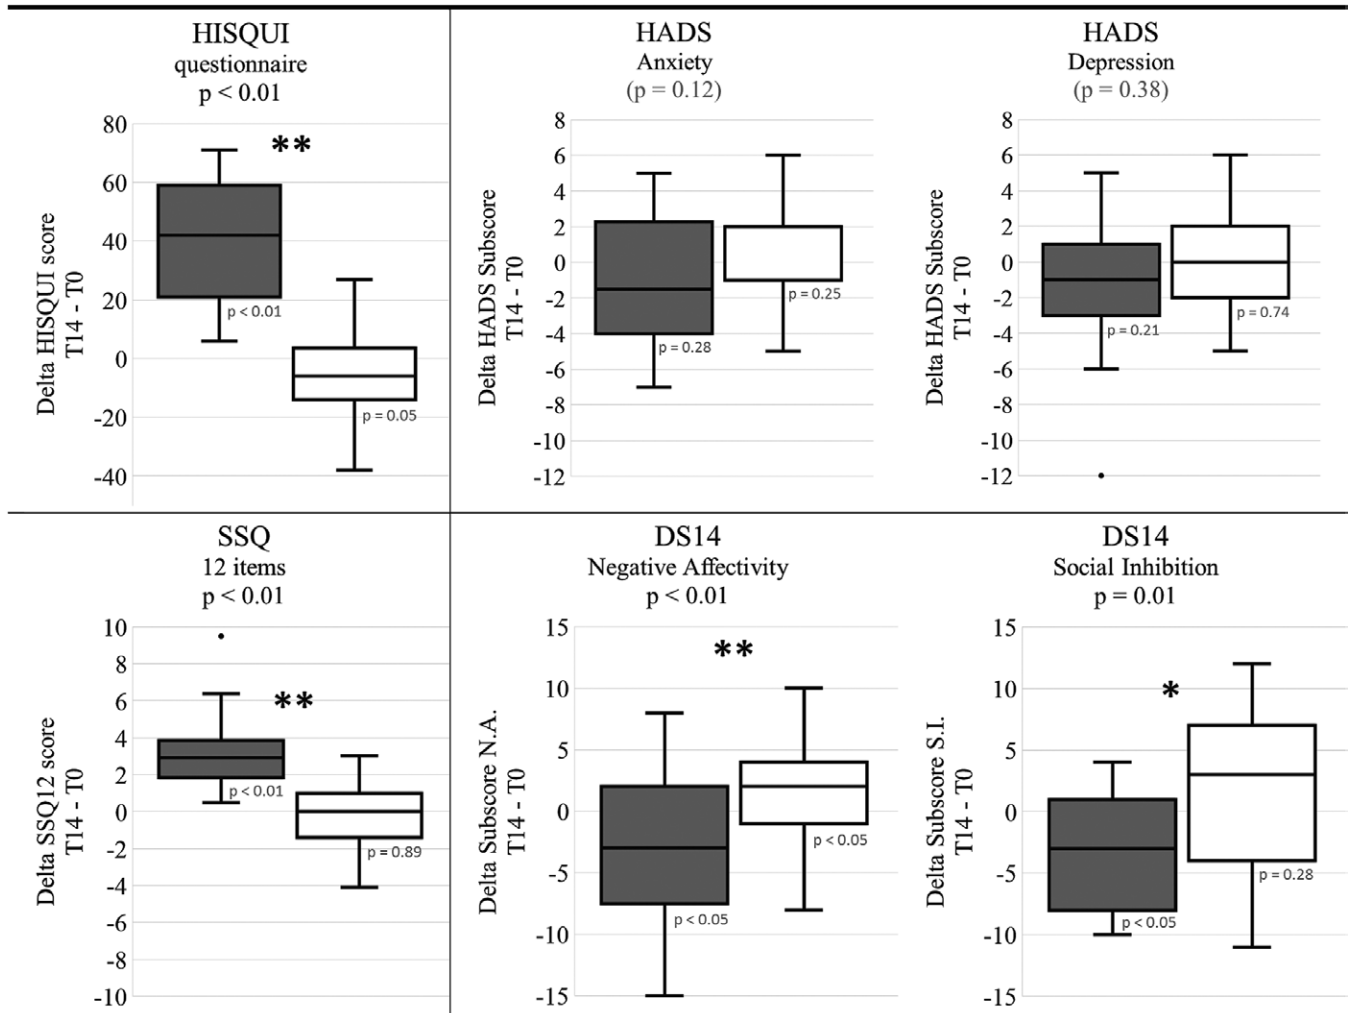 HISQUI
questionnaire
p < 0.01
Delta HISQUI score
T14 - T0
80
60
40
20
0
-20
-40
**
p < 0.01
p = 0.05
HADS
Anxiety
(p = 0.12)
Delta HADS Subscore
T14 - T0
8
6
4
2
0
-2
-4
-6
-8
-10
-12
p = 0.28
p = 0.25
HADS
Depression
(p = 0.38)
Delta HADS Subscore
T14 - T0
8
6
4
2
0
-2
-4
-6
-8
-10
-12
p = 0.21
p = 0.74
SSQ
12 items
p < 0.01
Delta SSQ12 score
T14 - T0
10
8
6
4
2
0
-2
-4
-6
-8
-10
**
p < 0.01
p = 0.89
DS14
Negative Affectivity
p < 0.01
Delta Subscore N.A.
T14 - T0
15
10
5
0
-5
-10
-15
**
p < 0.05
p < 0.05
DS14
Social Inhibition
p = 0.01
Delta Subscore S.I.
T14 - T0
15
10
5
0
-5
-10
-15
*
p < 0.05
p = 0.28